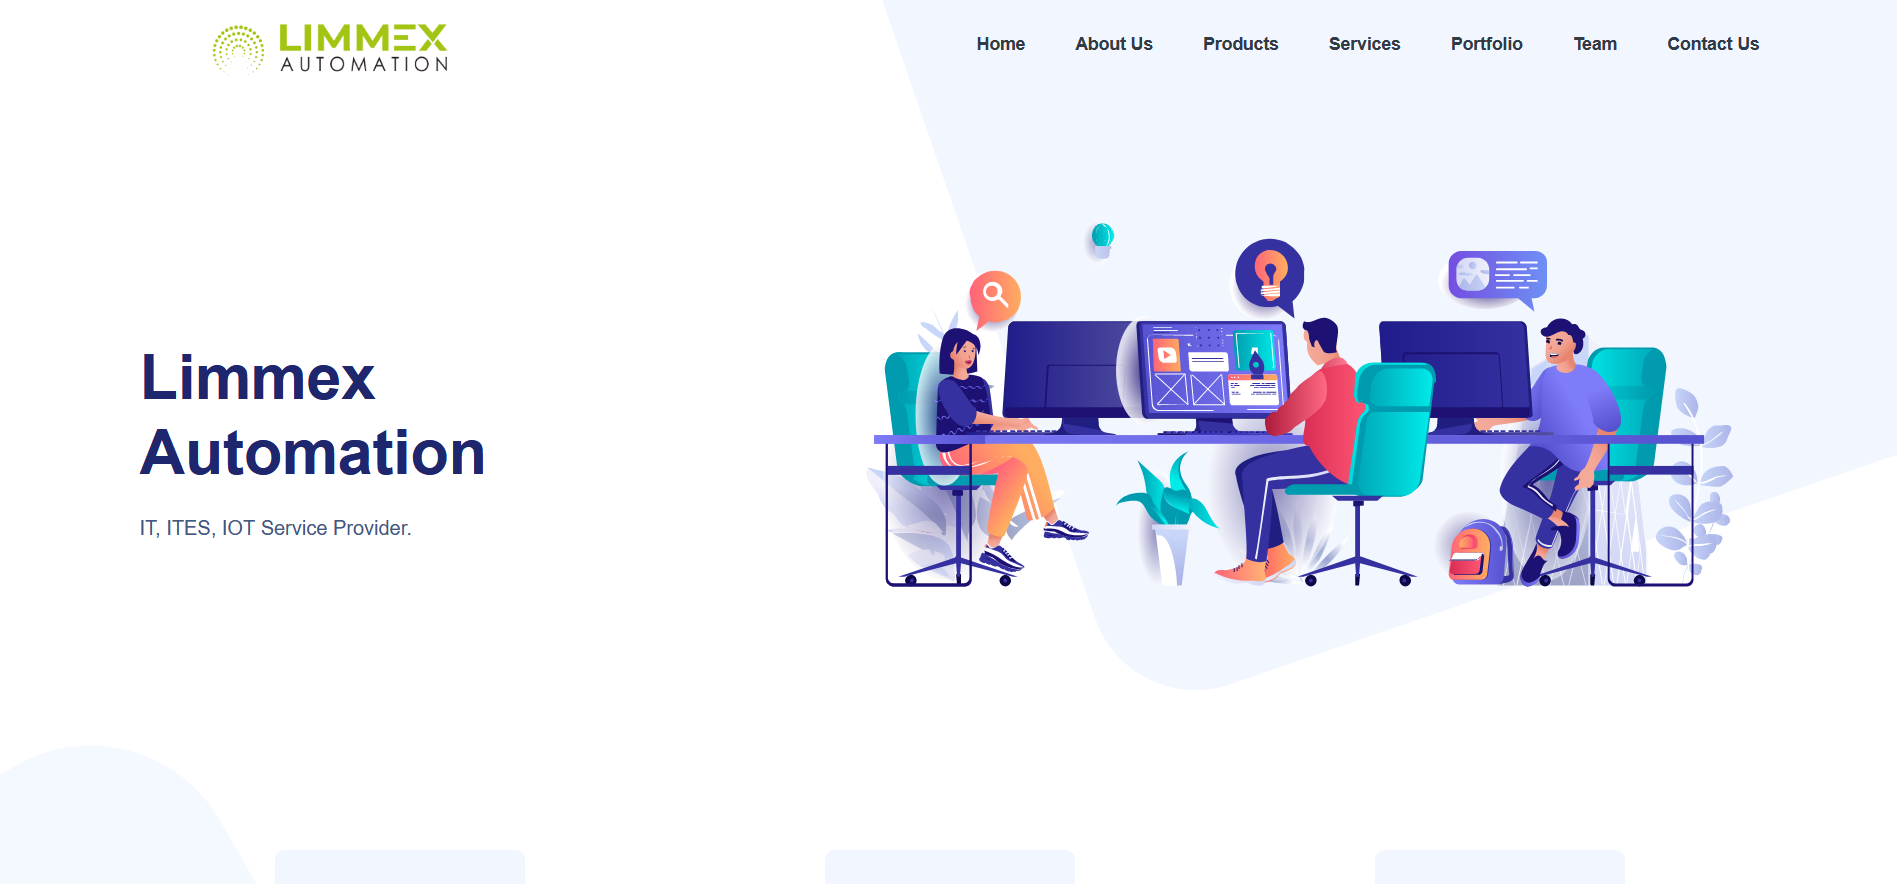 LIMMEX
AUTOMATION
Home About Us Products Services Portfolio Team Contact Us
Limmex
Automation
IT, ITES, IOT Service Provider.